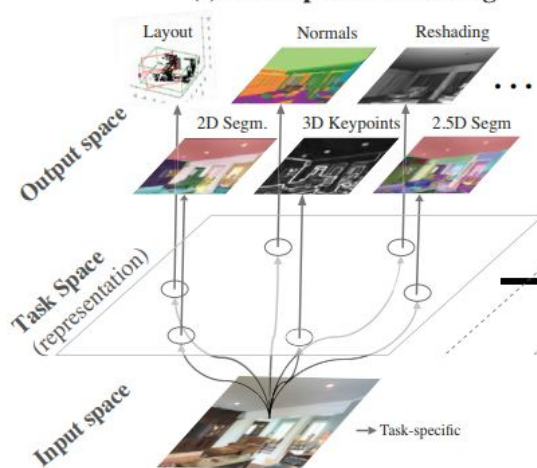 Layout
Normals
Reshading
2D Segm.
3D Keypoints
2.5D Segm
...
Output space
Task Space
(representation)
Input space
Task-specific